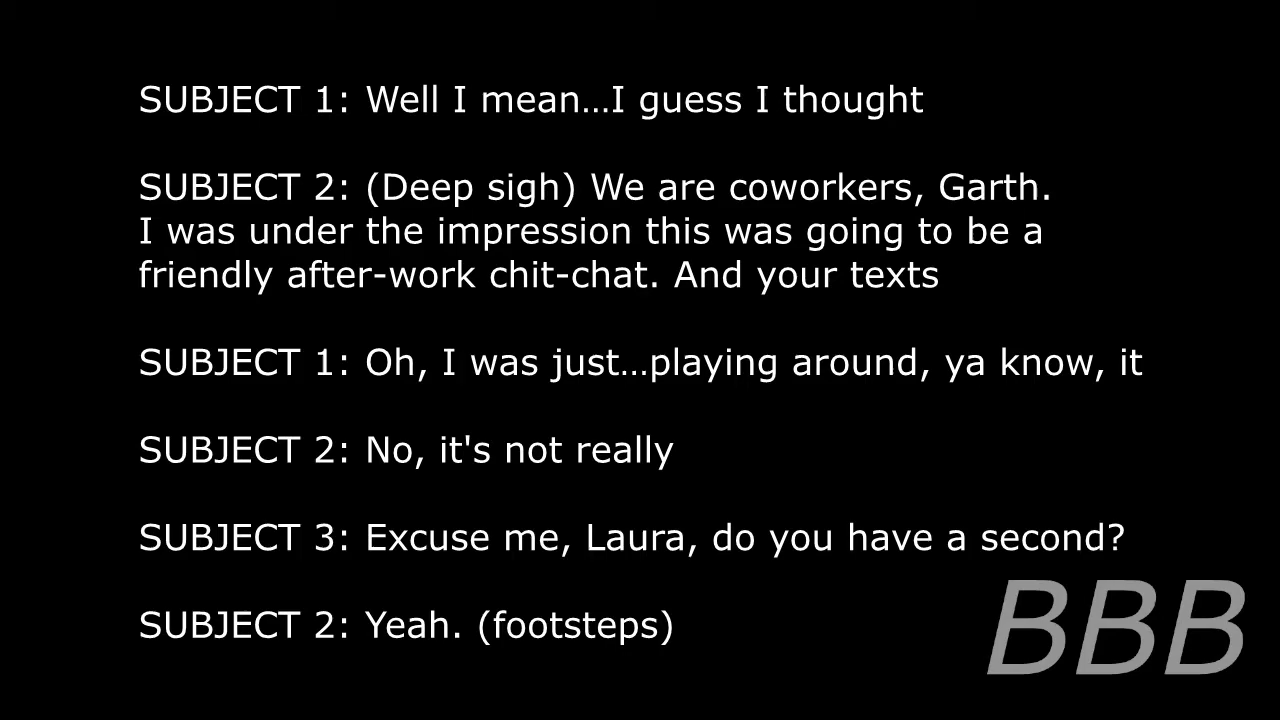 SUBJECT 1: Well I mean...I guess I thought
SUBJECT 2: (Deep sigh) We are coworkers, Garth.
I was under the impression this was going to be a
friendly after-work chit-chat. And your texts
SUBJECT 1: Oh, I was just...playing around, ya know, it
SUBJECT 2: No, it's not really
SUBJECT 3: Excuse me, Laura, do you have a second?
SUBJECT 2: Yeah. (footsteps)
BBB